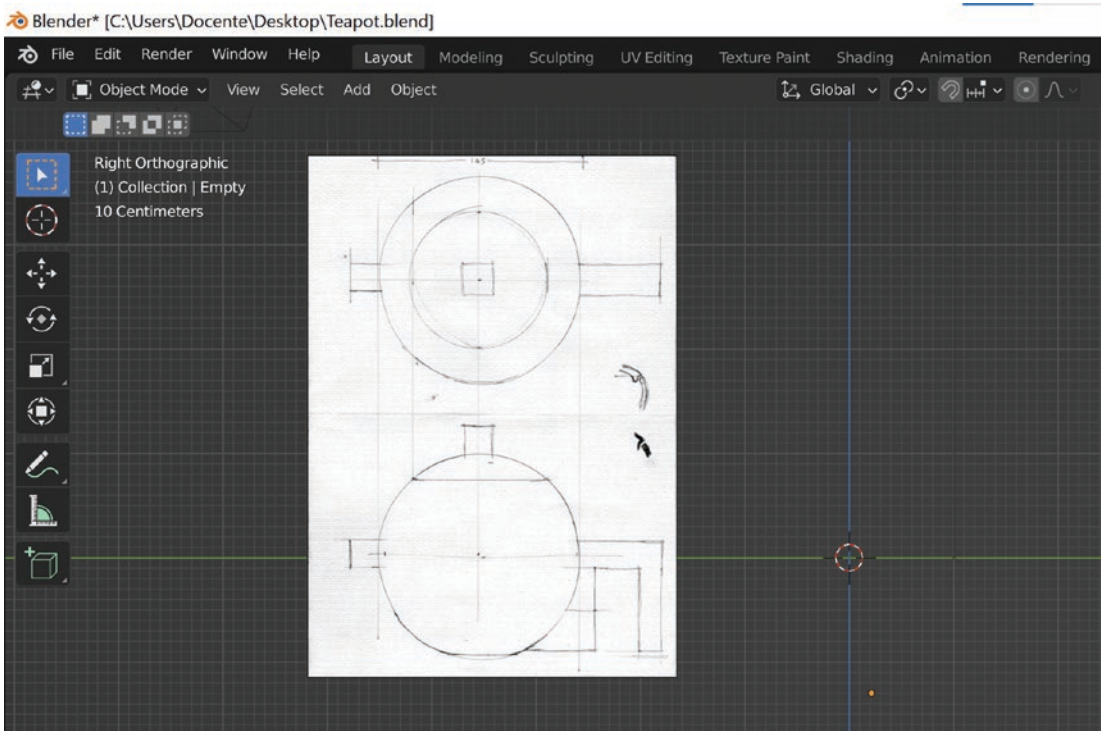 Blender* [C:\Users\Docente\Desktop\Teapot.blend]
File Edit Render Window Help Layout Modeling Sculpting UV Editing Texture Paint Shading Animation Rendering
Object Mode View Select Add Object Global
Right Orthographic
(1) Collection | Empty
10 Centimeters
145